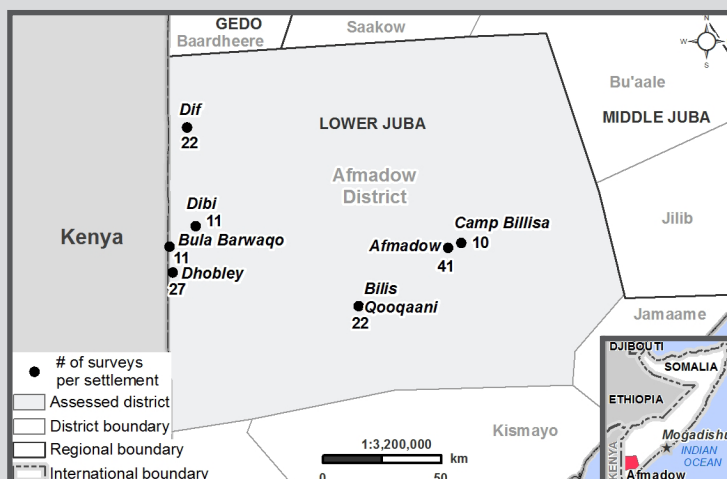 GEDO
Baardheere
Saakow
N
W E
S
Bu'aale
MIDDLE JUBA
Dif
22
LOWER JUBA
Afmadow
District
Jilib
Kenya
Dibi
11
Bula Barwaqo
11
Dhobley
27
Camp Billisa
10
Afmadow
41
Bilis
Qooqaani
22
Jamaame
# of surveys
per settlement
Assessed district
District boundary
Regional boundary
International boundary
Kismayo
1:3,200,000
km
0 50
DJIBOUTI
SOMALIA
ETHIOPIA
Mogadishu
INDIAN
OCEAN
KENYA
Afmadow